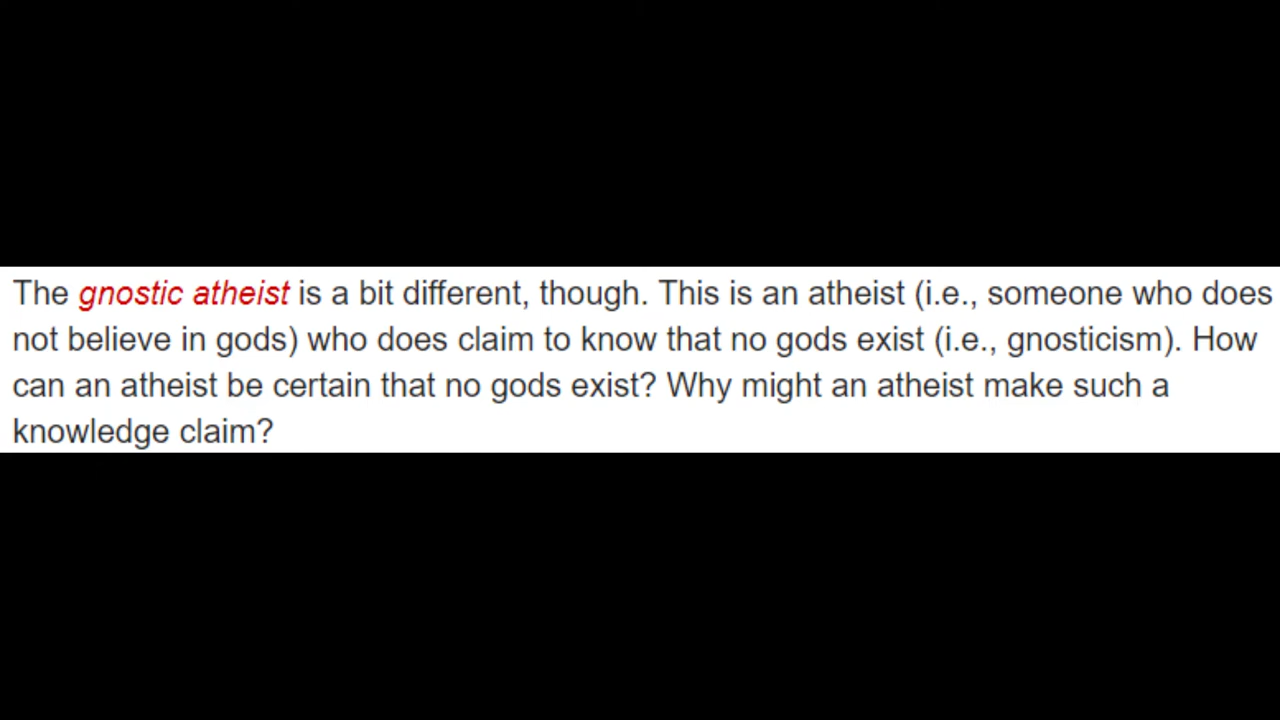 The gnostic atheist is a bit different, though. This is an atheist (i.e., someone who does
not believe in gods) who does claim to know that no gods exist (i.e., gnosticism). How
can an atheist be certain that no gods exist? Why might an atheist make such a
knowledge claim?